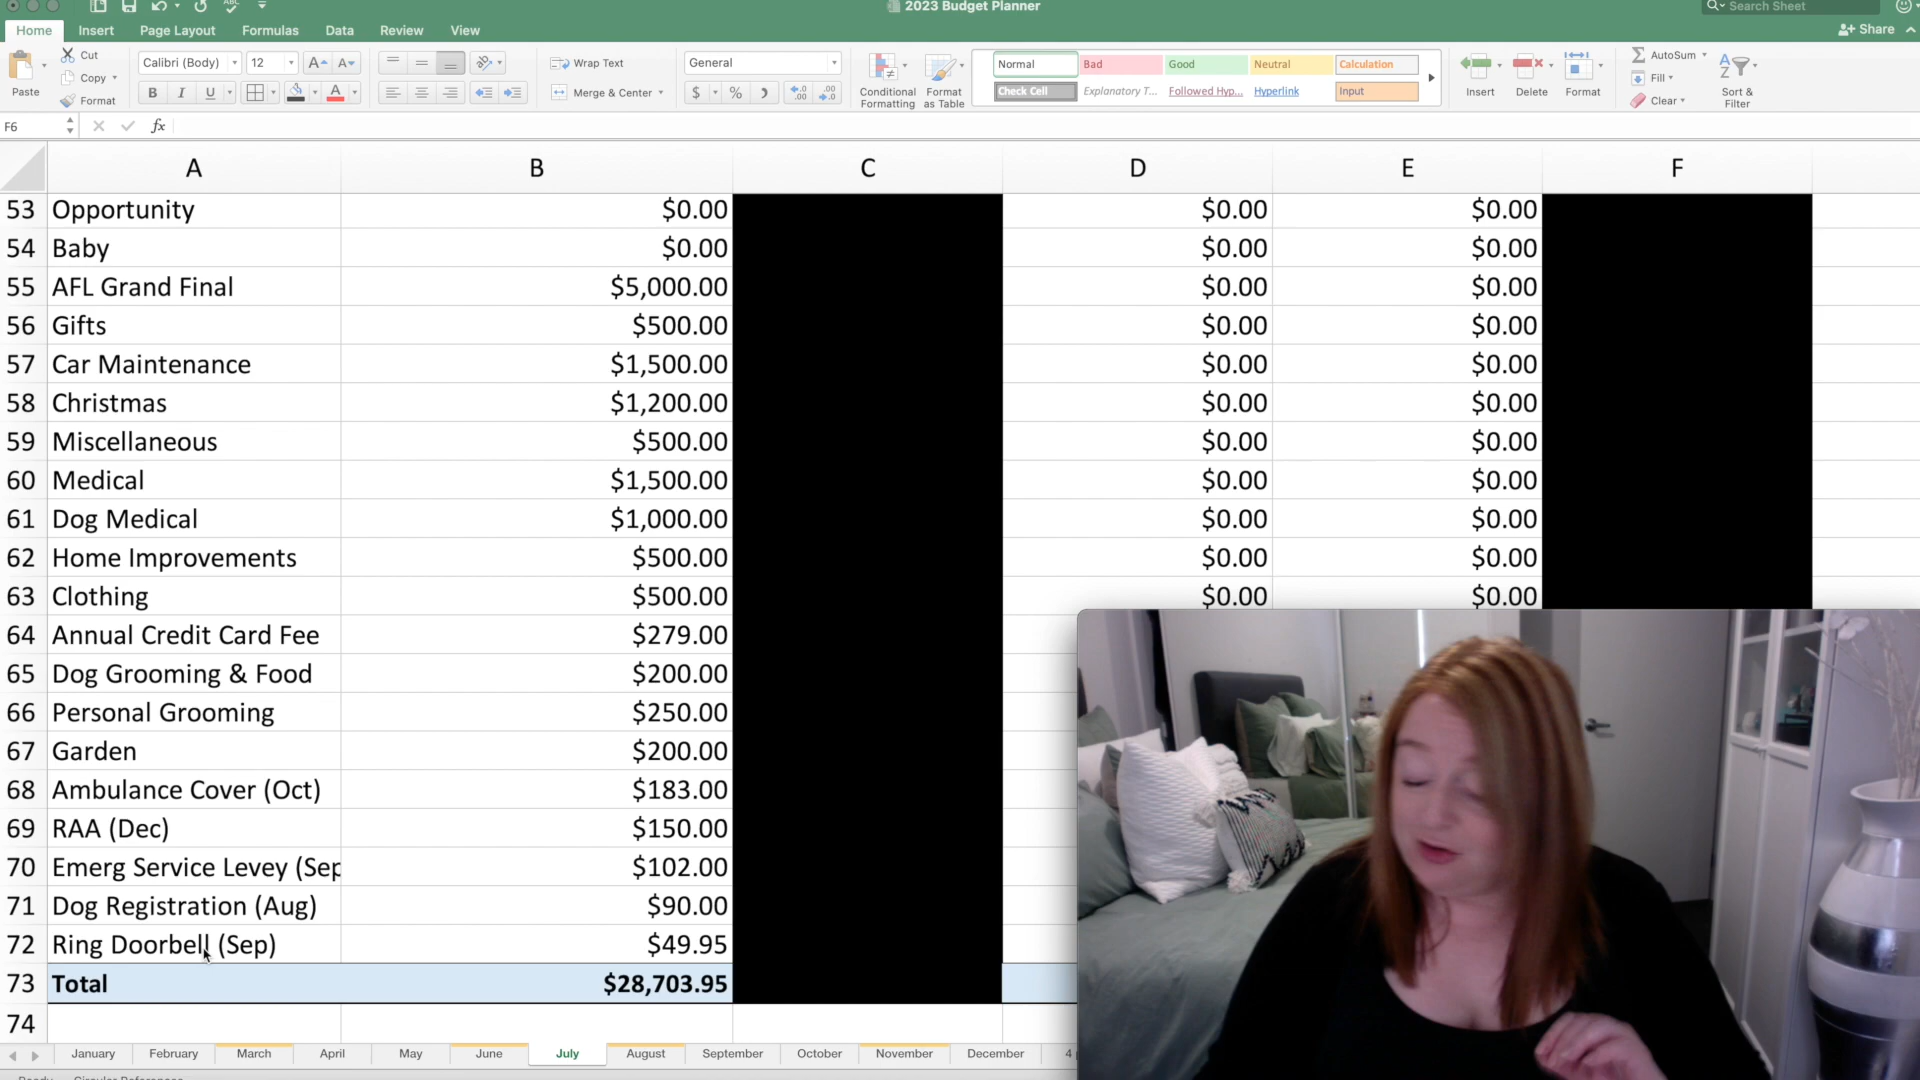 2023 Budget Planner
Search Sheet
Home Insert Page Layout Formulas Data Review View
Share
Paste
Cut
Copy
Format
Calibri (Body) 12
B I U
Wrap Text
Merge & Center
General
$ %
Conditional Formatting
Format as Table
Normal Bad Good Neutral Calculation
Check Cell Explanatory T... Followed Hyp... Hyperlink Input
Insert Delete Format
AutoSum
Fill
Clear
Sort & Filter
F6 fx
A B C D E F
53 Opportunity $0.00 $0.00 $0.00
54 Baby $0.00 $0.00 $0.00
55 AFL Grand Final $5,000.00 $0.00 $0.00
56 Gifts $500.00 $0.00 $0.00
57 Car Maintenance $1,500.00 $0.00 $0.00
58 Christmas $1,200.00 $0.00 $0.00
59 Miscellaneous $500.00 $0.00 $0.00
60 Medical $1,500.00 $0.00 $0.00
61 Dog Medical $1,000.00 $0.00 $0.00
62 Home Improvements $500.00 $0.00 $0.00
63 Clothing $500.00 $0.00 $0.00
64 Annual Credit Card Fee $279.00
65 Dog Grooming & Food $200.00
66 Personal Grooming $250.00
67 Garden $200.00
68 Ambulance Cover (Oct) $183.00
69 RAA (Dec) $150.00
70 Emerg Service Levey (Sep $102.00
71 Dog Registration (Aug) $90.00
72 Ring Doorbell (Sep) $49.95
73 Total $28,703.95
74
January February March April May June July August September October November December 4